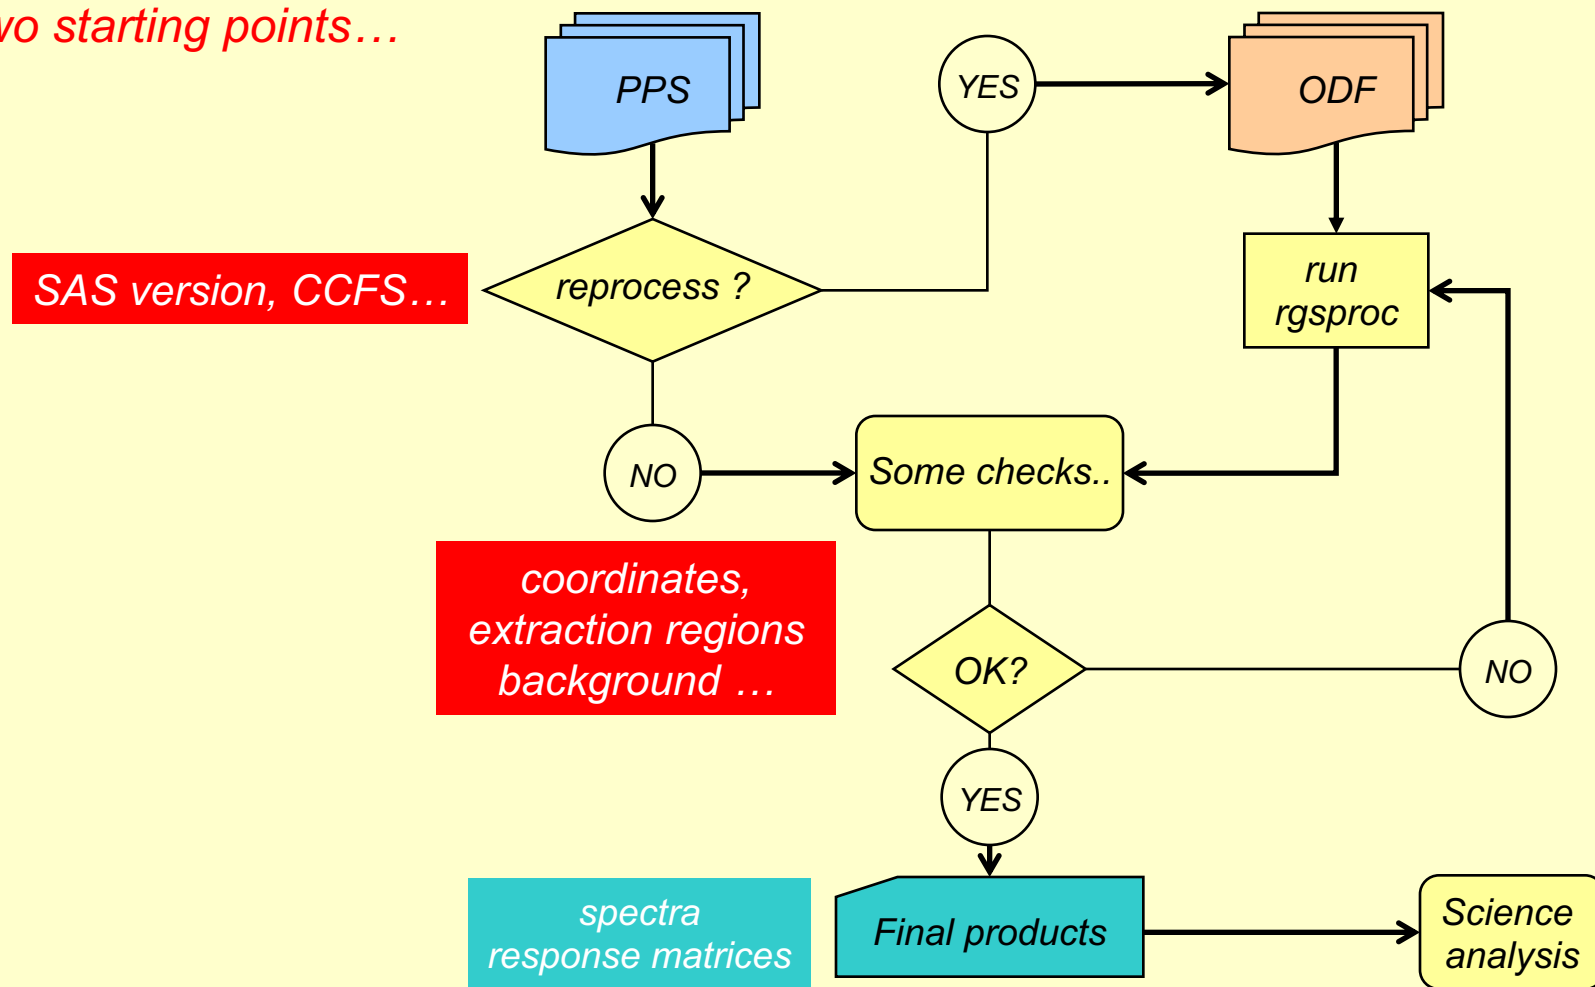 wo starting points…
PPS
YES
ODF
SAS version, CCFS…
reprocess ?
run
rgsproc
NO
Some checks..
coordinates,
extraction regions
background …
OK?
NO
YES
spectra
response matrices
Final products
Science
analysis